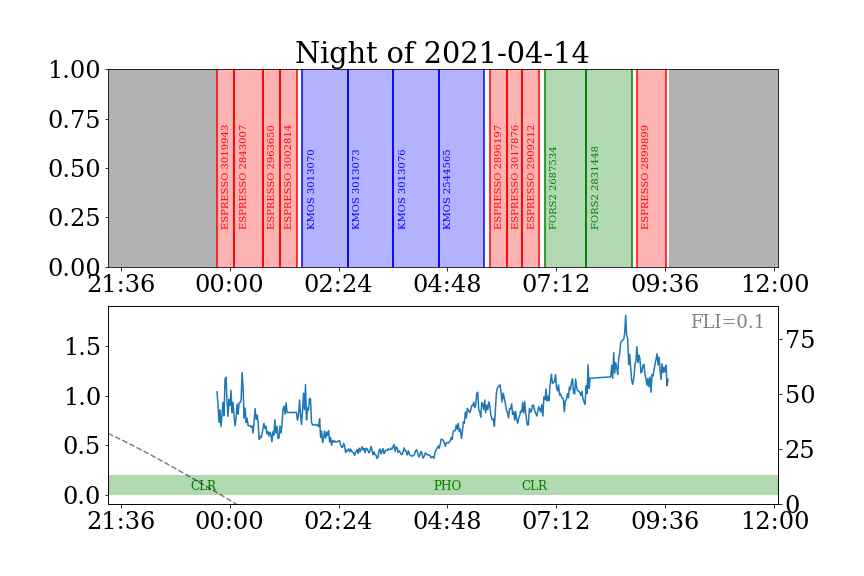 Night of 2021-04-14
1.00
0.75
0.50
0.25
0.00
ESPRESSO 3019943
ESPRESSO 2843007
ESPRESSO 2963650
ESPRESSO 3002814
KMOS 3013070
KMOS 3013073
KMOS 3013076
KMOS 2544565
ESPRESSO 2896197
ESPRESSO 3017876
ESPRESSO 2909212
FORS2 2687534
FORS2 2831448
ESPRESSO 2899899
21:36 00:00 02:24 04:48 07:12 09:36 12:00
FLI=0.1
1.5
1.0
0.5
0.0
75
50
25
0
CLR PHO CLR
21:36 00:00 02:24 04:48 07:12 09:36 12:00